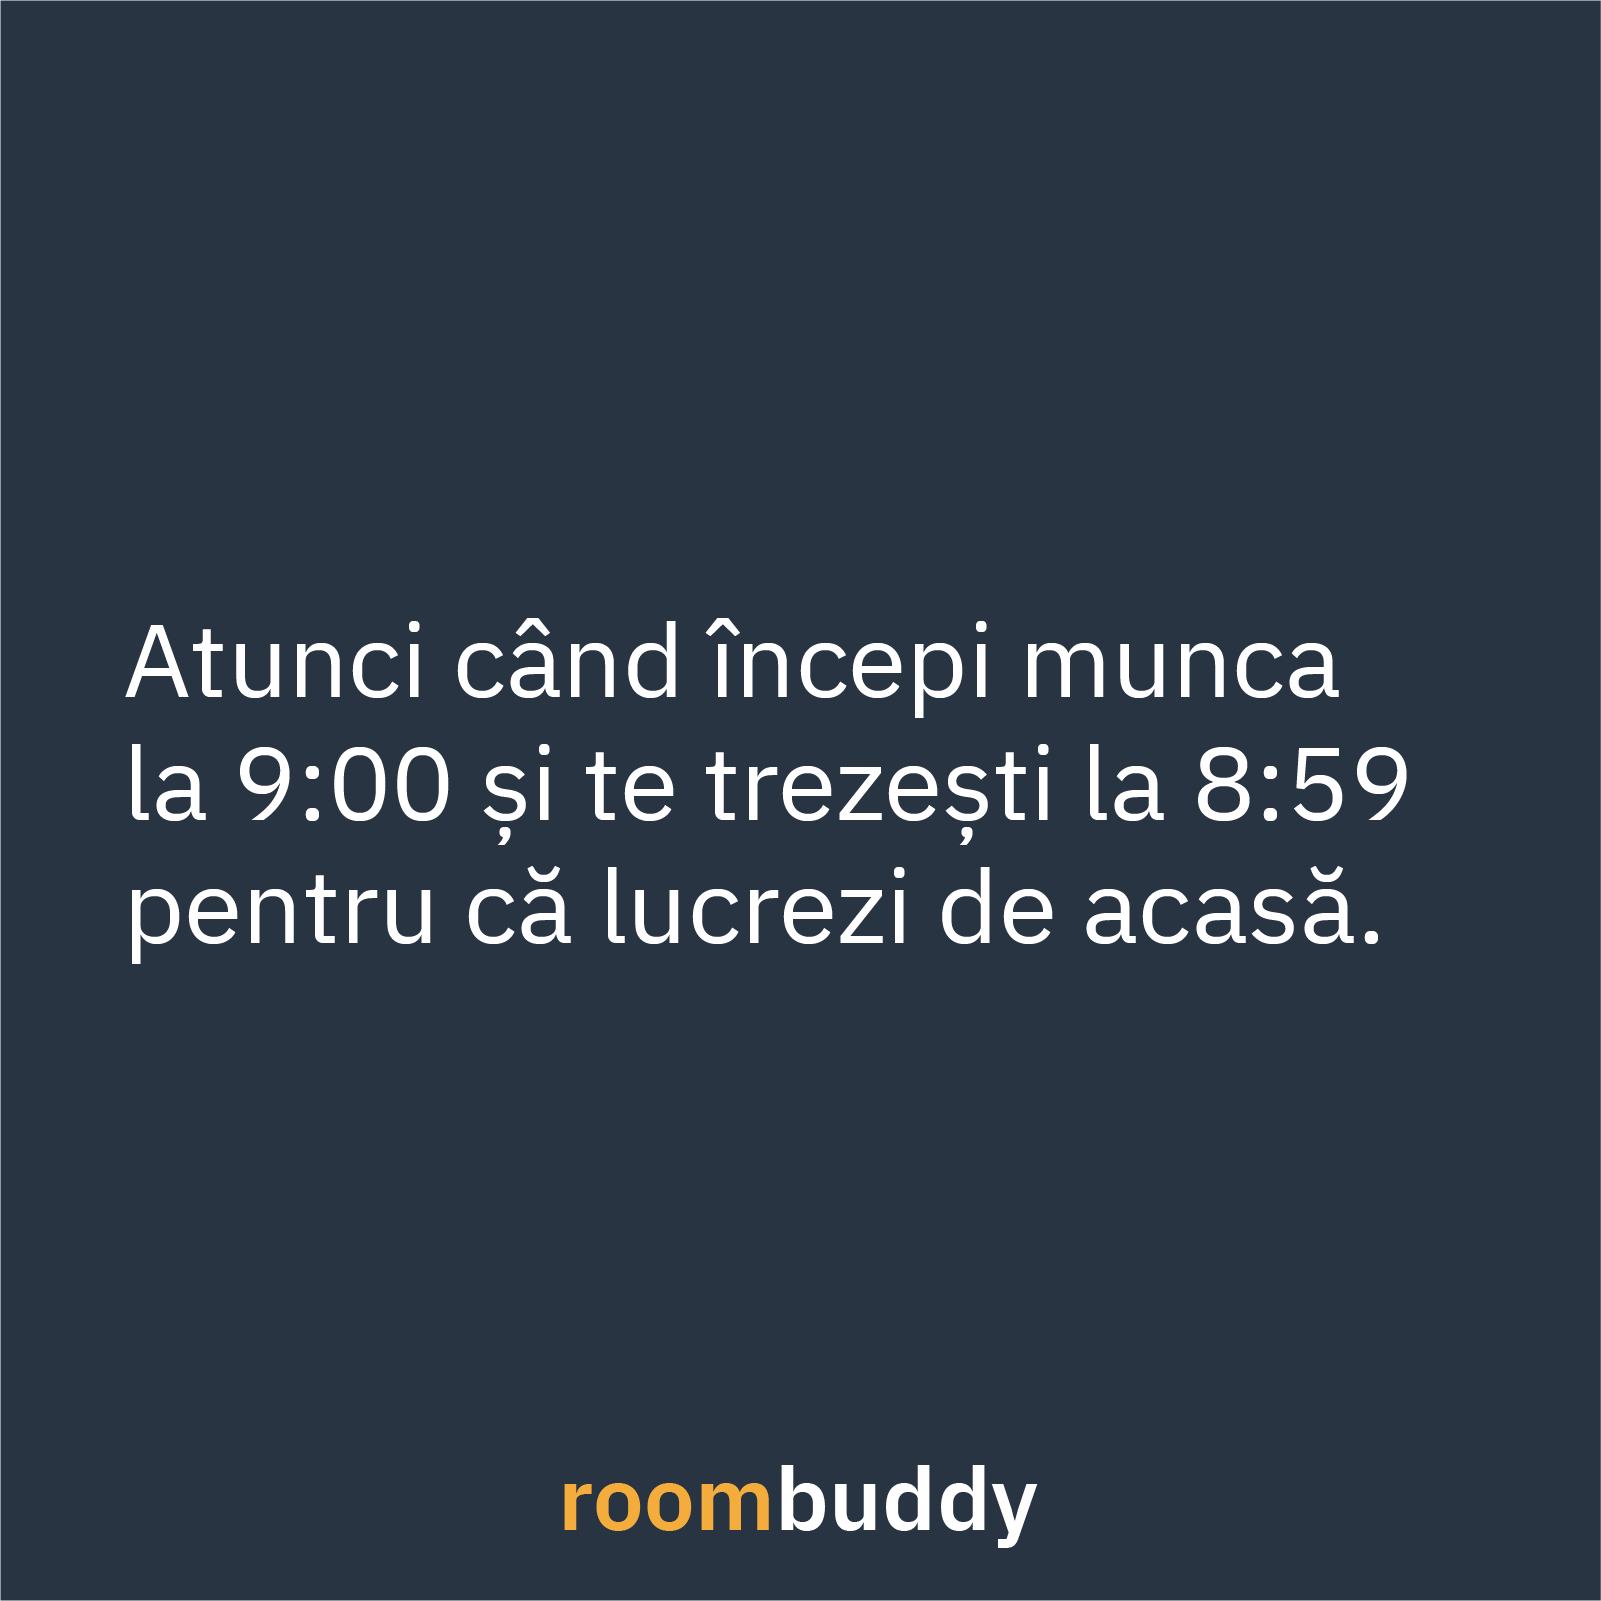 Atunci când începi munca
la 9:00 și te trezești la 8:59
pentru că lucrezi de acasă.
roombuddy